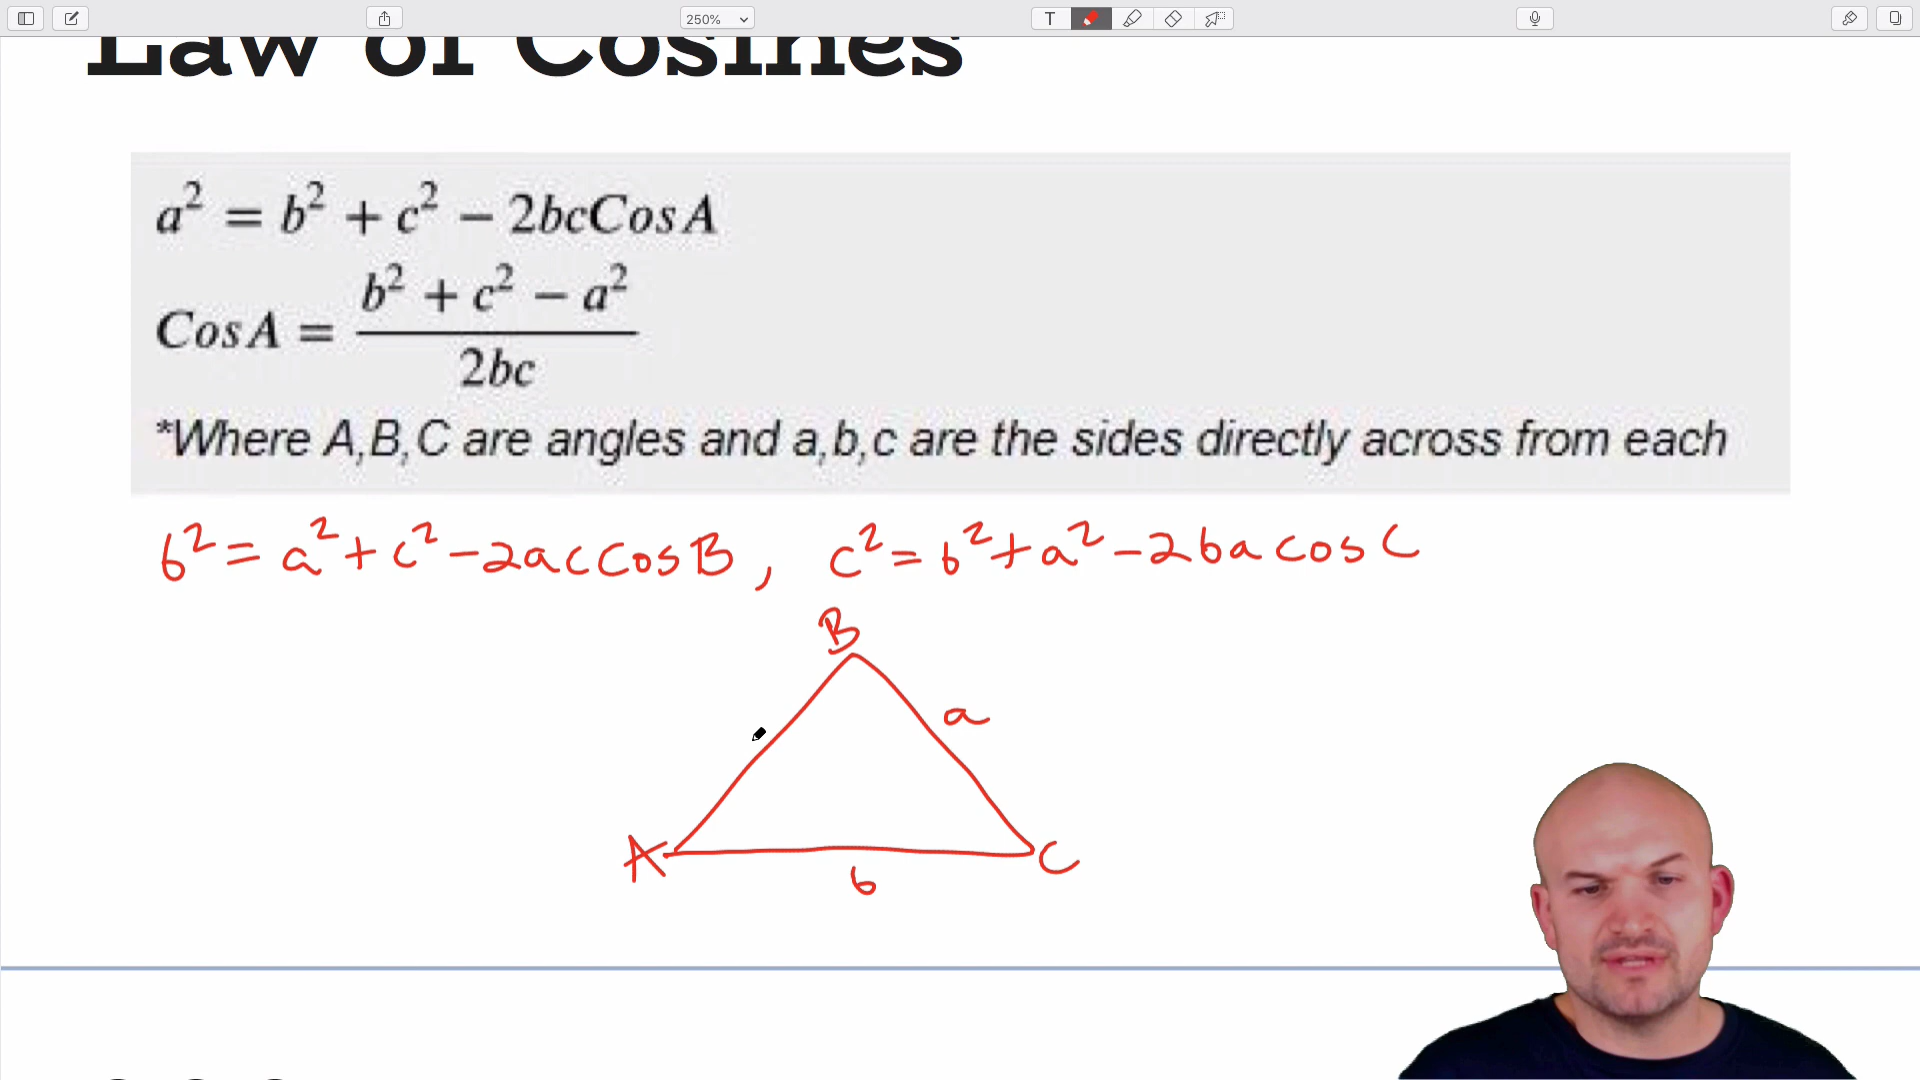 250%
T
Law of Cosines
a² = b² + c² − 2bcCosA
CosA = (b² + c² − a²) / 2bc
*Where A,B,C are angles and a,b,c are the sides directly across from each
b² = a² + c² − 2acCosB, c² = b² + a² − 2bacosC
B
a
A
C
b